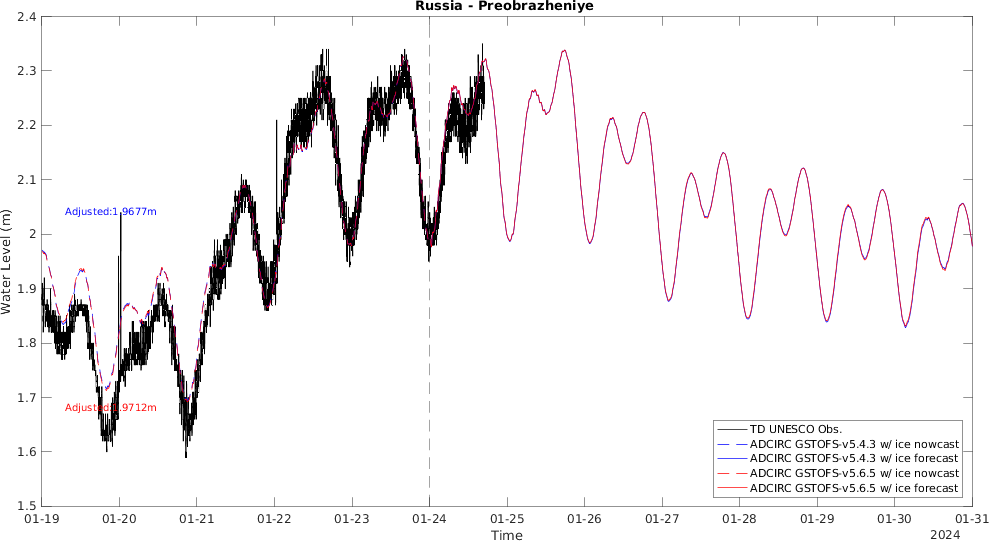 Russia - Preobrazheniye
2.4
2.3
2.2
2.1
2
1.9
1.8
1.7
1.6
1.5
Water Level (m)
Adjusted:1.9677m
Adjusted:1.9712m
TD UNESCO Obs.
ADCIRC GSTOFS-v5.4.3 w/ ice nowcast
ADCIRC GSTOFS-v5.4.3 w/ ice forecast
ADCIRC GSTOFS-v5.6.5 w/ ice nowcast
ADCIRC GSTOFS-v5.6.5 w/ ice forecast
01-19 01-20 01-21 01-22 01-23 01-24 01-25 01-26 01-27 01-28 01-29 01-30 01-31
Time
2024